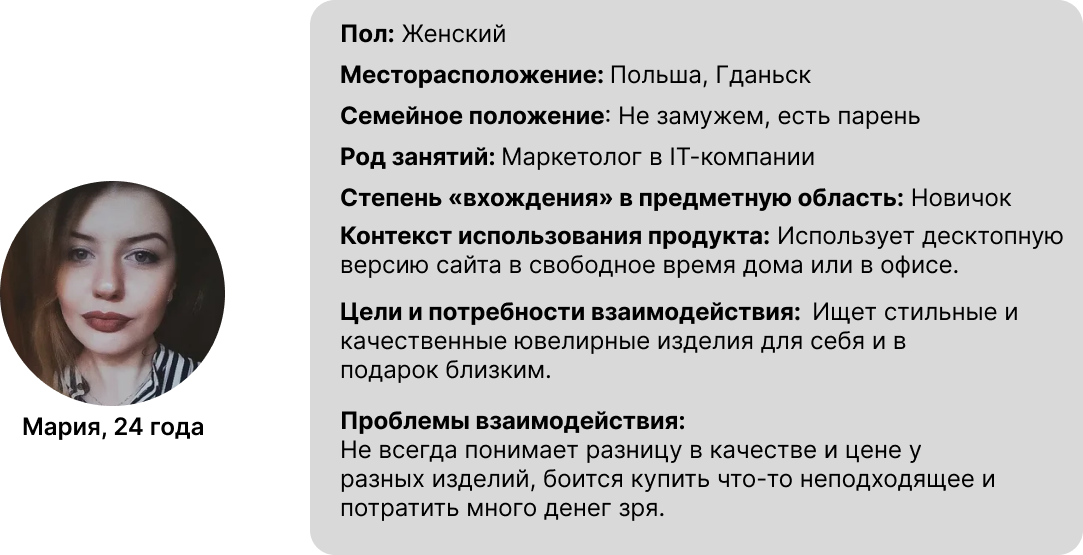 Пол: Женский
Месторасположение: Польша, Гданьск
Семейное положение: Не замужем, есть парень
Род занятий: Маркетолог в IT-компании
Степень «вхождения» в предметную область: Новичок
Контекст использования продукта: Использует десктопную
версию сайта в свободное время дома или в офисе.
Цели и потребности взаимодействия: Ищет стильные и
качественные ювелирные изделия для себя и в
подарок близким.
Проблемы взаимодействия:
Не всегда понимает разницу в качестве и цене у
разных изделий, боится купить что-то неподходящее и
потратить много денег зря.
Мария, 24 года